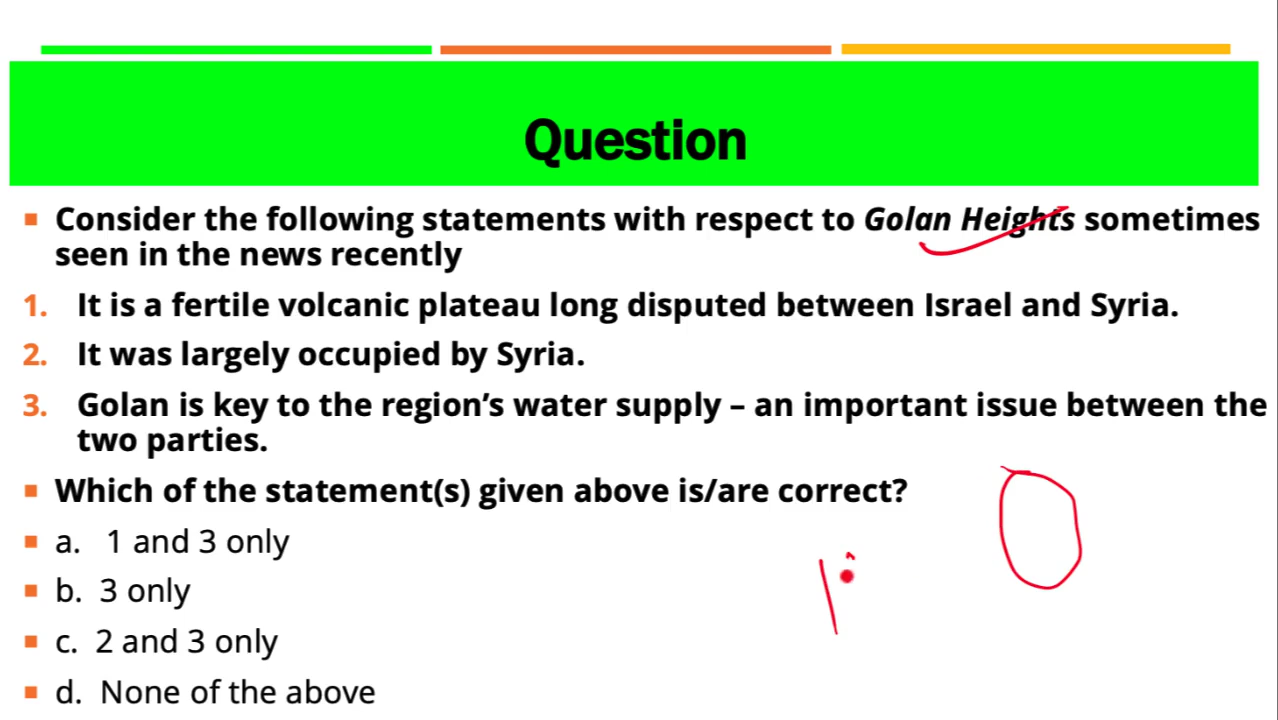 Question
Consider the following statements with respect to Golan Heights sometimes
seen in the news recently
1. It is a fertile volcanic plateau long disputed between Israel and Syria.
2. It was largely occupied by Syria.
3. Golan is key to the region’s water supply – an important issue between the
two parties.
Which of the statement(s) given above is/are correct?
a. 1 and 3 only
b. 3 only
c. 2 and 3 only
d. None of the above